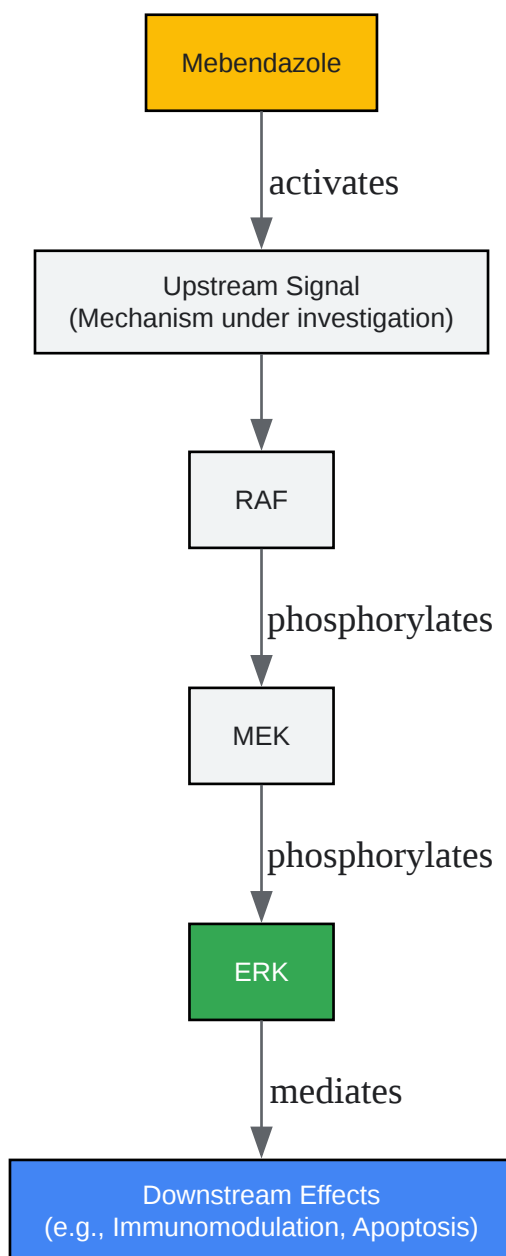 Mebendazole
activates
Upstream Signal
(Mechanism under investigation)
RAF
phosphorylates
MEK
phosphorylates
ERK
mediates
Downstream Effects
(e.g., Immunomodulation, Apoptosis)